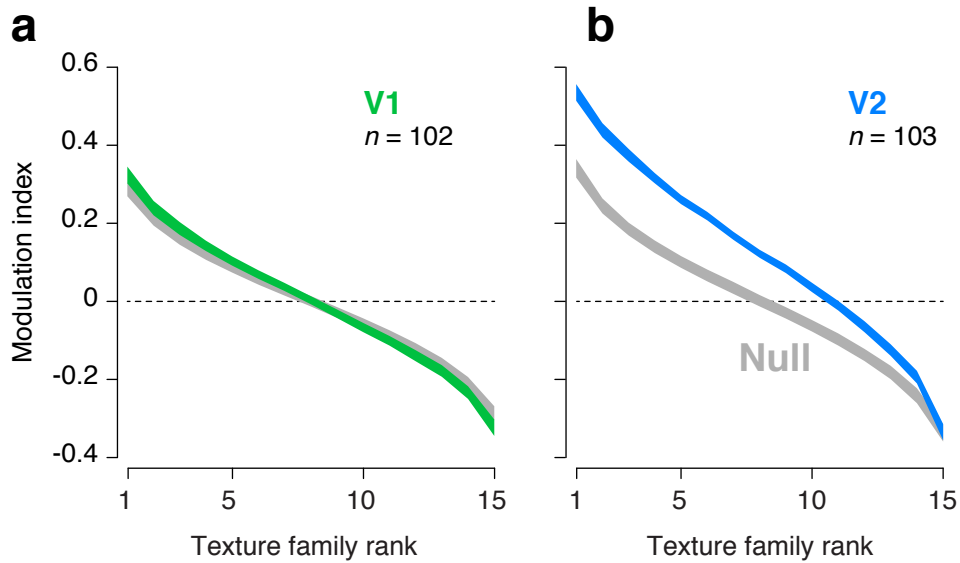 a
b
0.6
0.4
0.2
0
-0.2
-0.4
Modulation index
V1
n = 102
V2
n = 103
Null
1
5
10
15
1
5
10
15
Texture family rank
Texture family rank